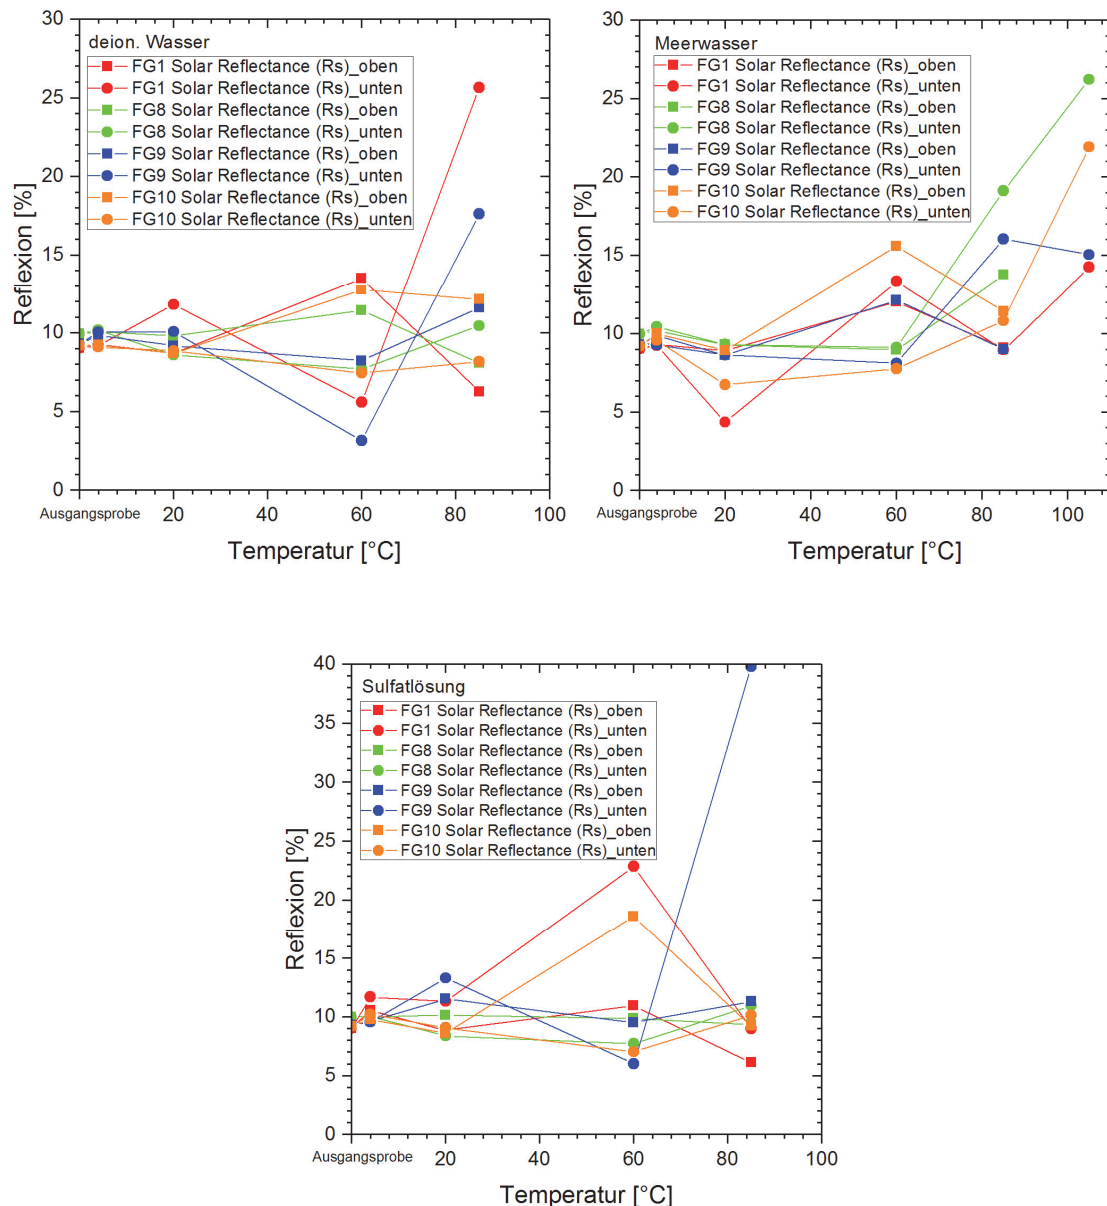 deion. Wasser
FG1 Solar Reflectance (Rs)_oben
FG1 Solar Reflectance (Rs)_unten
FG8 Solar Reflectance (Rs)_oben
FG8 Solar Reflectance (Rs)_unten
FG9 Solar Reflectance (Rs)_oben
FG9 Solar Reflectance (Rs)_unten
FG10 Solar Reflectance (Rs)_oben
FG10 Solar Reflectance (Rs)_unten
30
25
20
15
10
5
0
Reflexion [%]
Ausgangsprobe
20
40
60
80
100
Temperatur [°C]
Meerwasser
FG1 Solar Reflectance (Rs)_oben
FG1 Solar Reflectance (Rs)_unten
FG8 Solar Reflectance (Rs)_oben
FG8 Solar Reflectance (Rs)_unten
FG9 Solar Reflectance (Rs)_oben
FG9 Solar Reflectance (Rs)_unten
FG10 Solar Reflectance (Rs)_oben
FG10 Solar Reflectance (Rs)_unten
30
25
20
15
10
5
0
Reflexion [%]
Ausgangsprobe
20
40
60
80
100
Temperatur [°C]
Sulfatlösung
FG1 Solar Reflectance (Rs)_oben
FG1 Solar Reflectance (Rs)_unten
FG8 Solar Reflectance (Rs)_oben
FG8 Solar Reflectance (Rs)_unten
FG9 Solar Reflectance (Rs)_oben
FG9 Solar Reflectance (Rs)_unten
FG10 Solar Reflectance (Rs)_oben
FG10 Solar Reflectance (Rs)_unten
40
35
30
25
20
15
10
5
0
Reflexion [%]
Ausgangsprobe
20
40
60
80
100
Temperatur [°C]